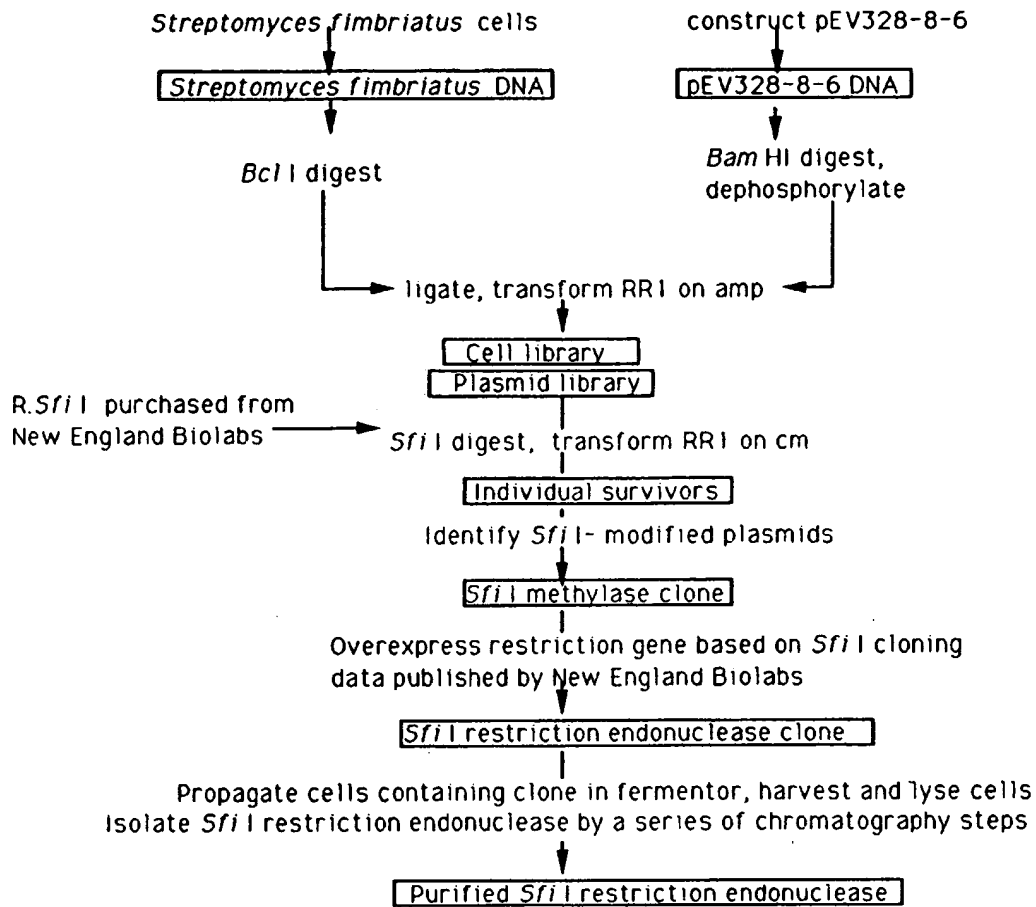 Streptomyces fimbriatus cells
construct pEV328-8-6
Streptomyces fimbriatus DNA
pEV328-8-6 DNA
Bcl I digest
Bam HI digest,
dephosphorylate
ligate, transform RR1 on amp
Cell library
Plasmid library
R.Sfi I purchased from
New England Biolabs
Sfi I digest, transform RR1 on cm
Individual survivors
Identify Sfi I- modified plasmids
Sfi I methylase clone
Overexpress restriction gene based on Sfi I cloning
data published by New England Biolabs
Sfi I restriction endonuclease clone
Propagate cells containing clone in fermentor, harvest and lyse cells
Isolate Sfi I restriction endonuclease by a series of chromatography steps
Purified Sfi I restriction endonuclease